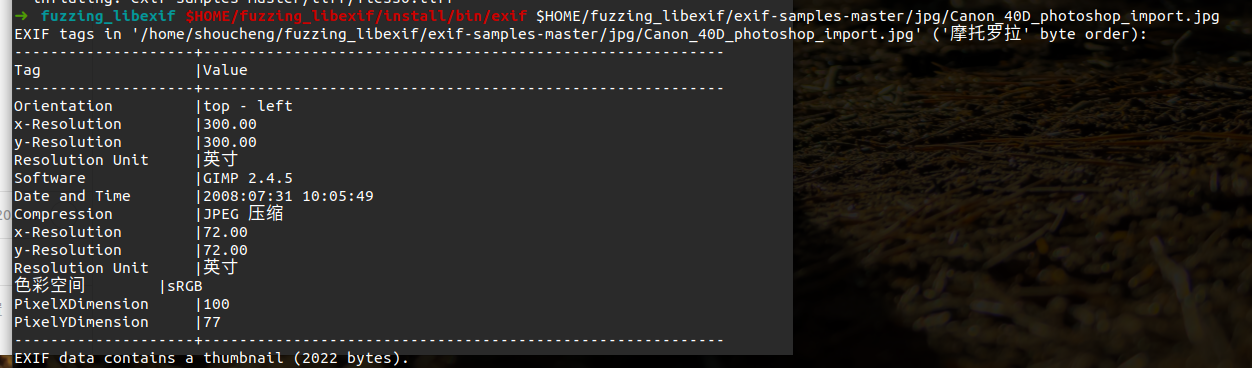 ➜  fuzzing_libexif $HOME/fuzzing_libexif/install/bin/exif $HOME/fuzzing_libexif/exif-samples-master/jpg/Canon_40D_photoshop_import.jpg
EXIF tags in '/home/shoucheng/fuzzing_libexif/exif-samples-master/jpg/Canon_40D_photoshop_import.jpg' ('摩托罗拉' byte order):
--------------------+----------------------------------------------------------
Tag                 |Value
--------------------+----------------------------------------------------------
Orientation         |top - left
x-Resolution        |300.00
y-Resolution        |300.00
Resolution Unit     |英寸
Software            |GIMP 2.4.5
Date and Time       |2008:07:31 10:05:49
Compression         |JPEG 压缩
x-Resolution        |72.00
y-Resolution        |72.00
Resolution Unit     |英寸
色彩空间        |sRGB
PixelXDimension     |100
PixelYDimension     |77
--------------------+----------------------------------------------------------
EXIF data contains a thumbnail (2022 bytes).